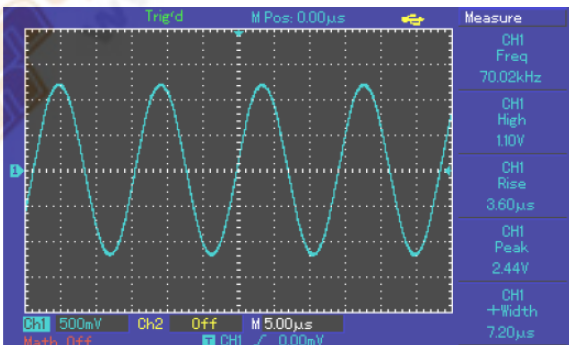 Trig'd M Pos: 0.00μs Measure
CH1
Freq
70.02kHz
CH1
High
1.10V
CH1
Rise
3.60μs
CH1
Peak
2.44V
CH1
+Width
7.20μs
1
Ch1 500mV Ch2 Off M 5.00μs
Math Off T CH1 / 0.00mV